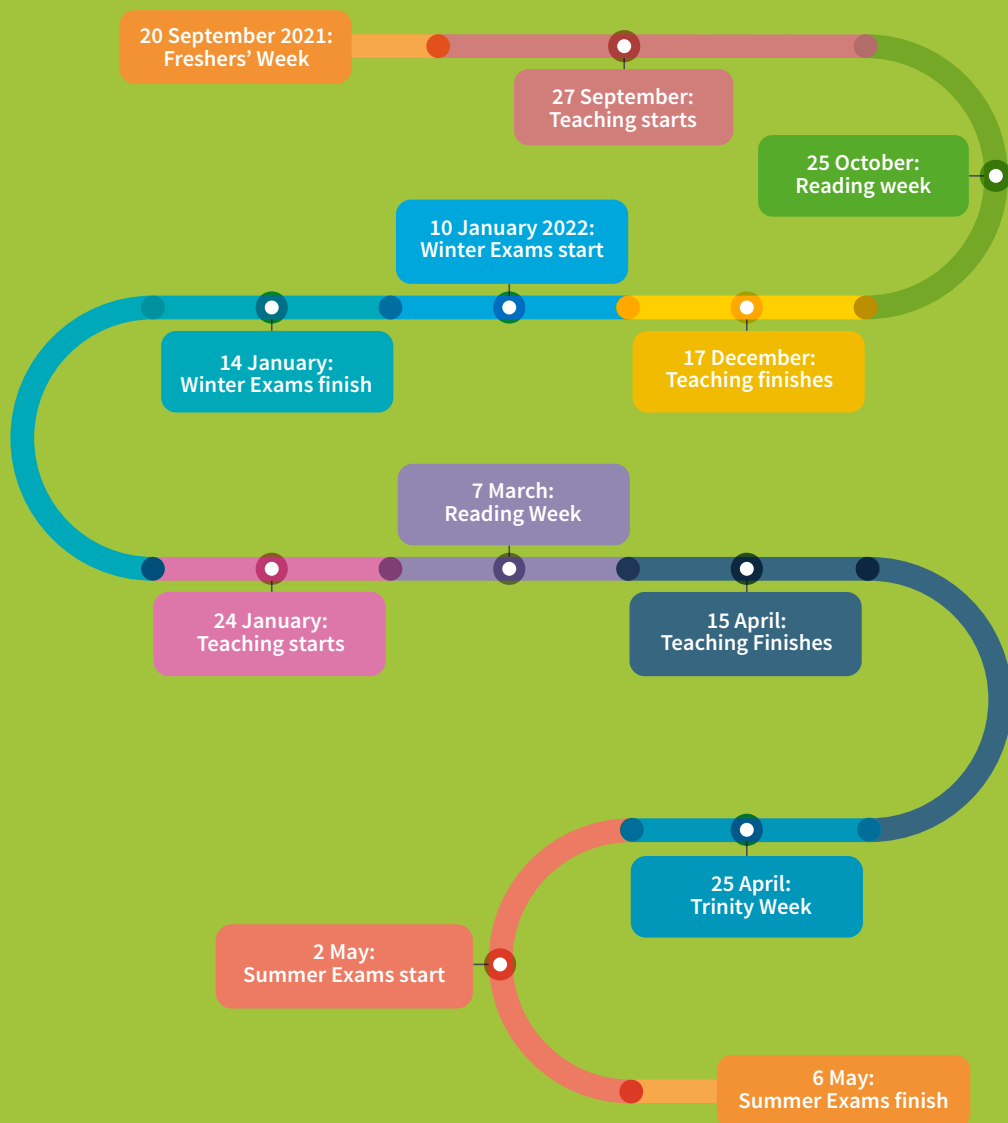 20 September 2021:
Freshers’ Week
27 September:
Teaching starts
25 October:
Reading week
17 December:
Teaching finishes
10 January 2022:
Winter Exams start
14 January:
Winter Exams finish
24 January:
Teaching starts
7 March:
Reading Week
15 April:
Teaching Finishes
25 April:
Trinity Week
2 May:
Summer Exams start
6 May:
Summer Exams finish